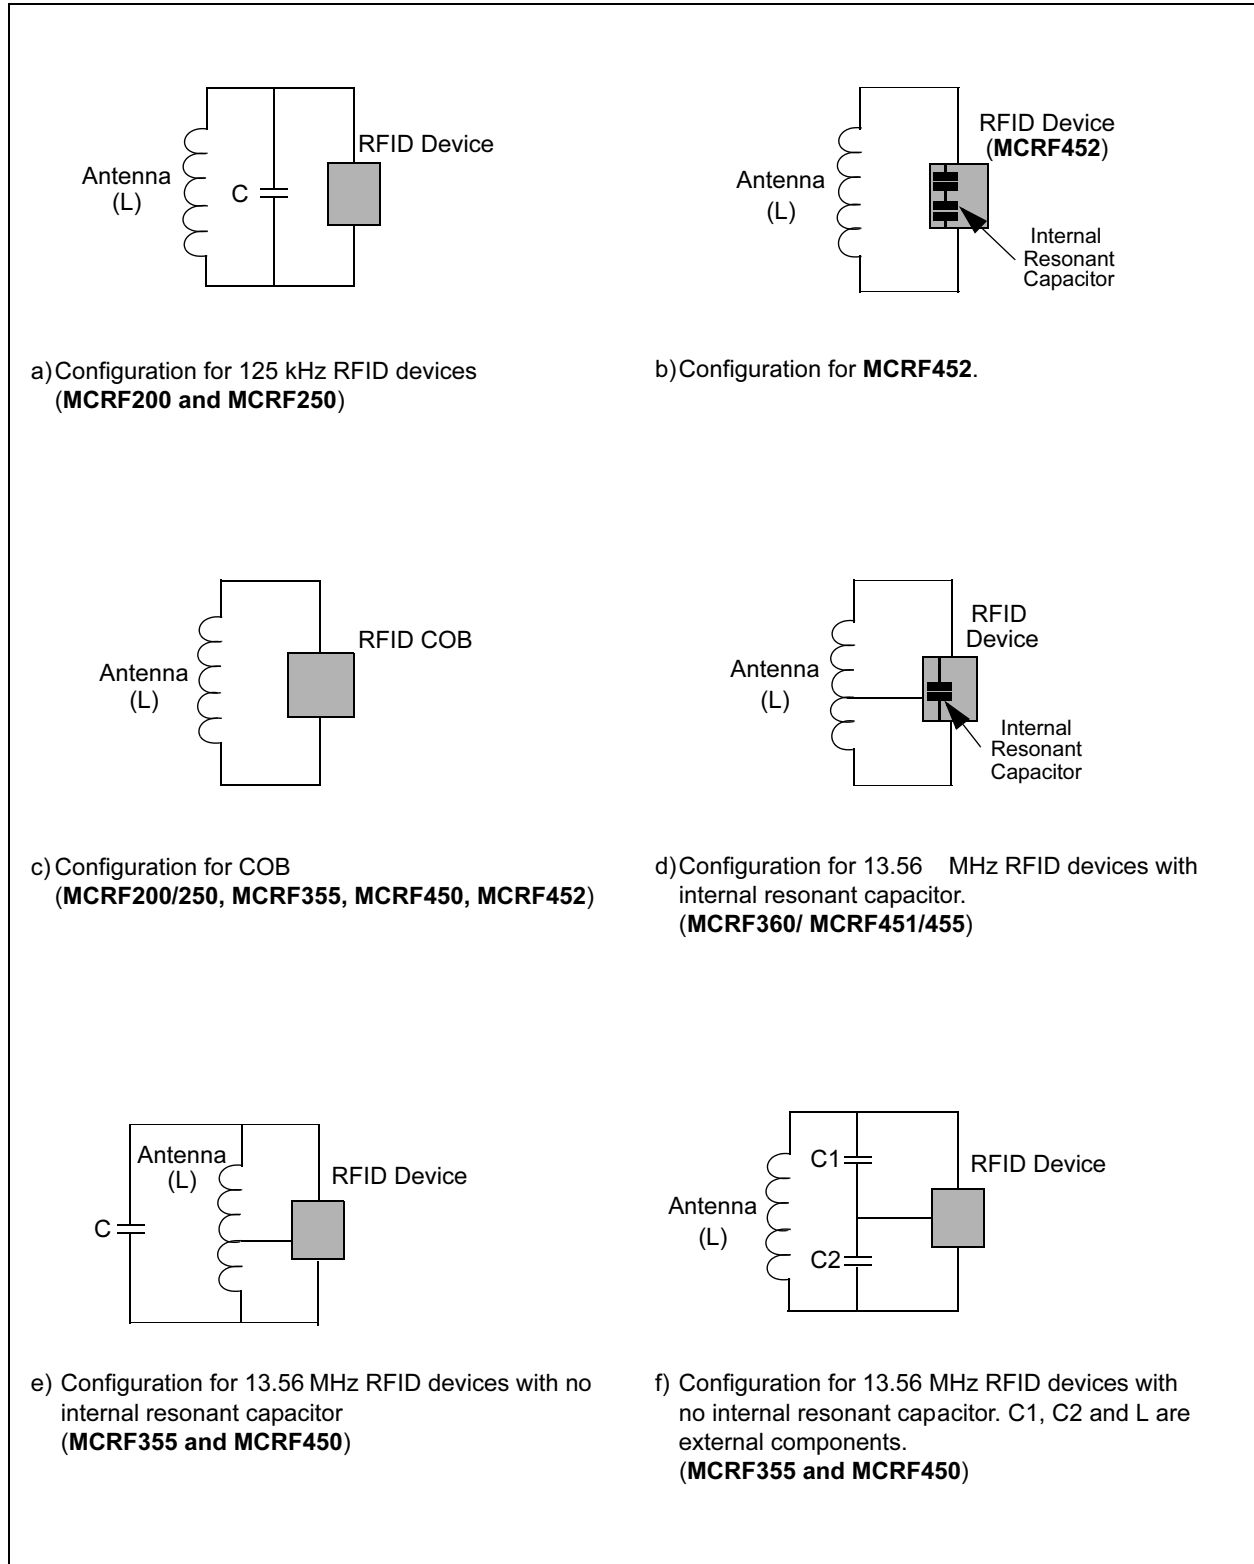 RFID Device
Antenna
(L)
C
a) Configuration for 125 kHz RFID devices
(MCRF200 and MCRF250)
RFID Device
(MCRF452)
Antenna
(L)
Internal
Resonant
Capacitor
b) Configuration for MCRF452.
RFID COB
Antenna
(L)
c) Configuration for COB
(MCRF200/250, MCRF355, MCRF450, MCRF452)
RFID
Device
Antenna
(L)
Internal
Resonant
Capacitor
d) Configuration for 13.56 MHz RFID devices with
internal resonant capacitor.
(MCRF360/ MCRF451/455)
Antenna
(L)
RFID Device
C
e) Configuration for 13.56 MHz RFID devices with no
internal resonant capacitor
(MCRF355 and MCRF450)
C1
RFID Device
Antenna
(L)
C2
f) Configuration for 13.56 MHz RFID devices with
no internal resonant capacitor. C1, C2 and L are
external components.
(MCRF355 and MCRF450)